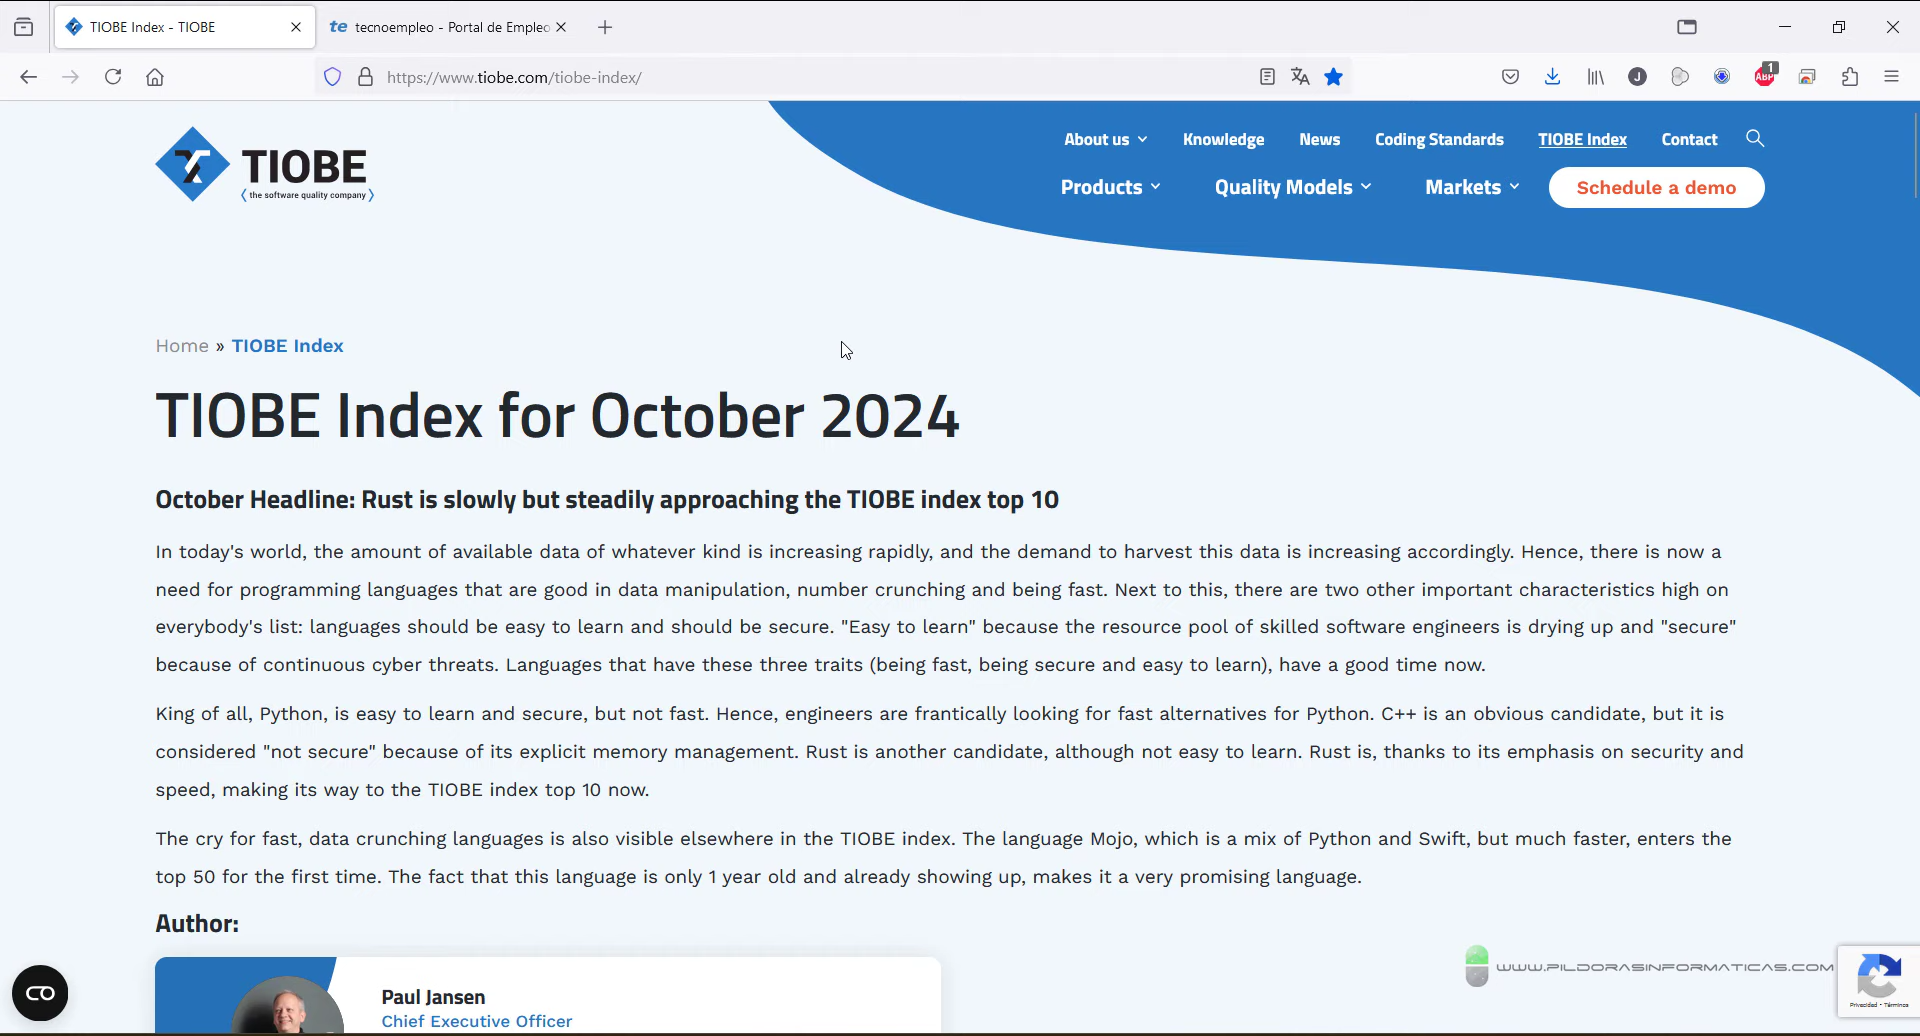 TIOBE Index - TIOBE
te tecnoempleo - Portal de Empleo
https://www.tiobe.com/tiobe-index/
J
ABP
1
TIOBE
the software quality company
About us
Knowledge
News
Coding Standards
TIOBE Index
Contact
Products
Quality Models
Markets
Schedule a demo
Home » TIOBE Index
TIOBE Index for October 2024
October Headline: Rust is slowly but steadily approaching the TIOBE index top 10
In today's world, the amount of available data of whatever kind is increasing rapidly, and the demand to harvest this data is increasing accordingly. Hence, there is now a
need for programming languages that are good in data manipulation, number crunching and being fast. Next to this, there are two other important characteristics high on
everybody's list: languages should be easy to learn and should be secure. "Easy to learn" because the resource pool of skilled software engineers is drying up and "secure"
because of continuous cyber threats. Languages that have these three traits (being fast, being secure and easy to learn), have a good time now.
King of all, Python, is easy to learn and secure, but not fast. Hence, engineers are frantically looking for fast alternatives for Python. C++ is an obvious candidate, but it is
considered "not secure" because of its explicit memory management. Rust is another candidate, although not easy to learn. Rust is, thanks to its emphasis on security and
speed, making its way to the TIOBE index top 10 now.
The cry for fast, data crunching languages is also visible elsewhere in the TIOBE index. The language Mojo, which is a mix of Python and Swift, but much faster, enters the
top 50 for the first time. The fact that this language is only 1 year old and already showing up, makes it a very promising language.
Author:
Paul Jansen
Chief Executive Officer
WWW.PILDORASINFORMATICAS.COM
Privacidad • Términos